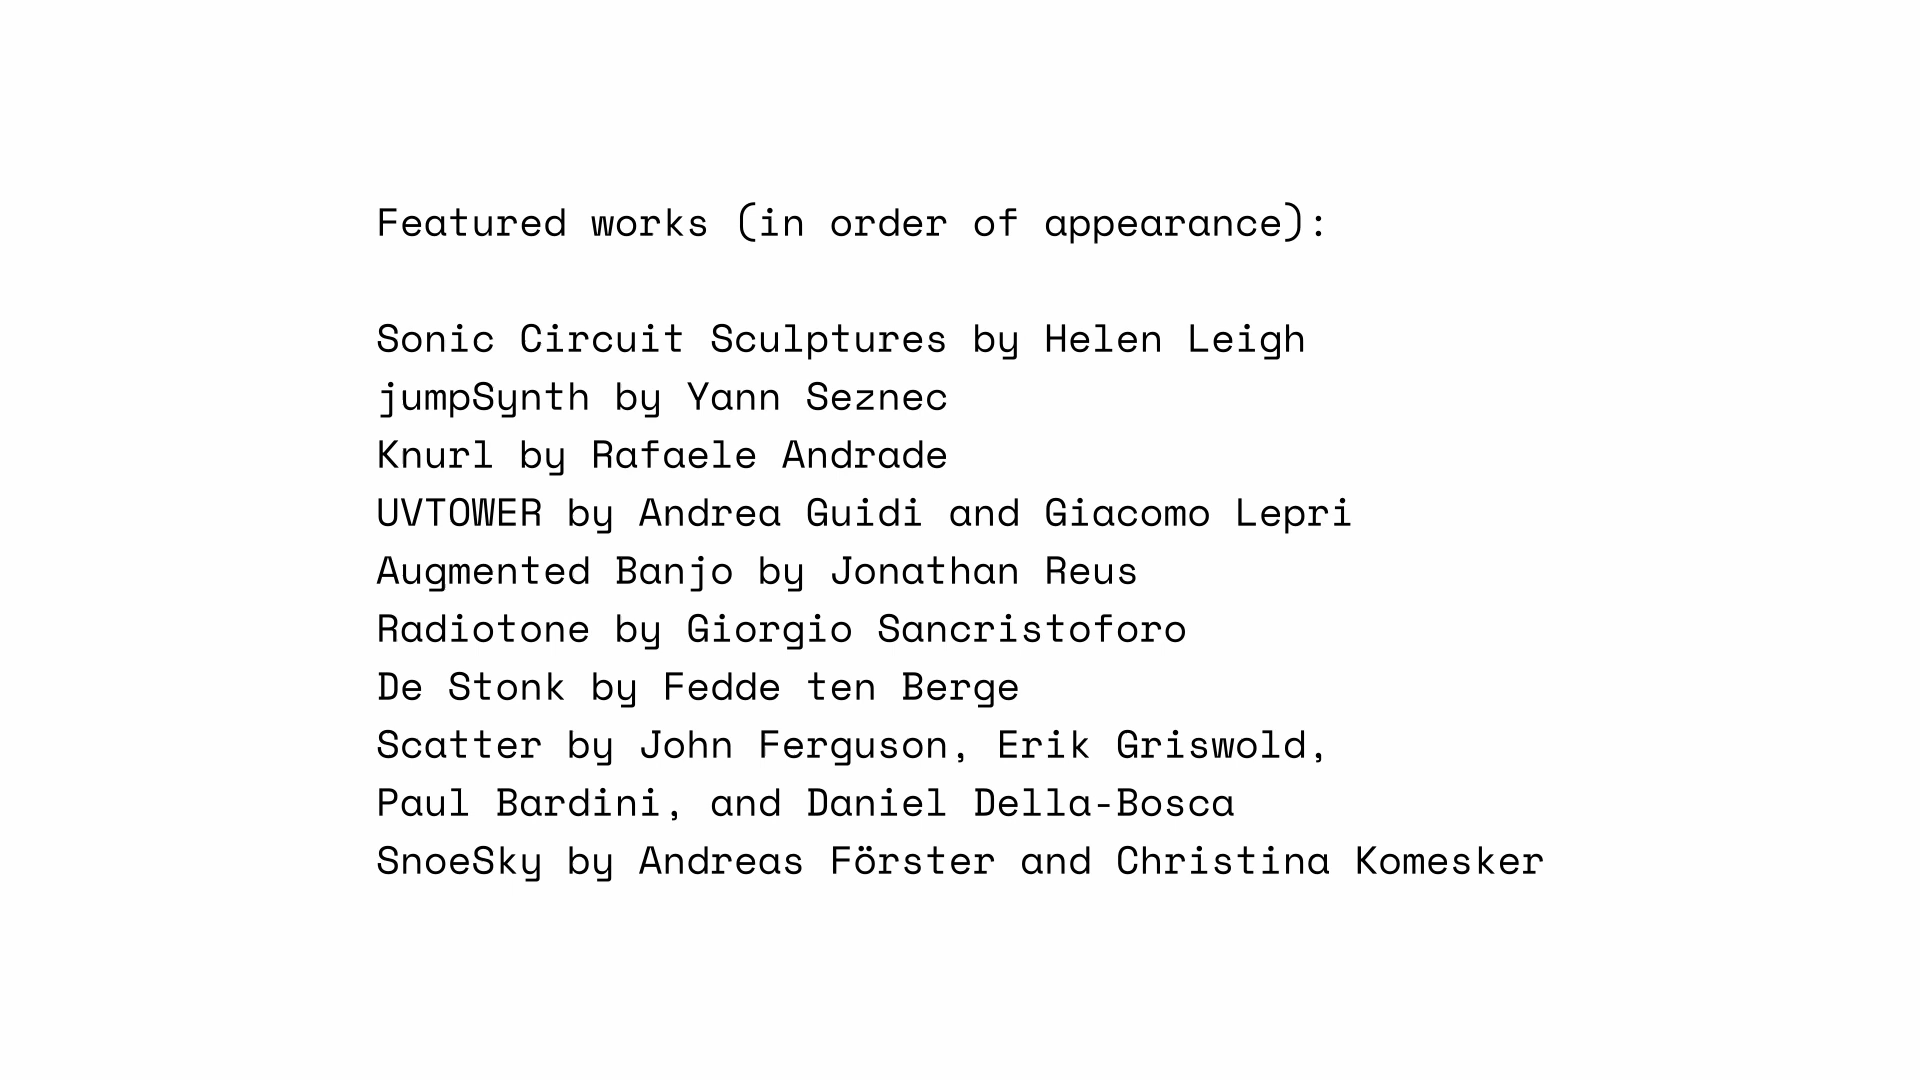 Featured works (in order of appearance):
Sonic Circuit Sculptures by Helen Leigh
jumpSynth by Yann Seznec
Knurl by Rafaele Andrade
UVTOWER by Andrea Guidi and Giacomo Lepri
Augmented Banjo by Jonathan Reus
Radiotone by Giorgio Sancristoforo
De Stonk by Fedde ten Berge
Scatter by John Ferguson, Erik Griswold,
Paul Bardini, and Daniel Della-Bosca
SnoeSky by Andreas Förster and Christina Komesker